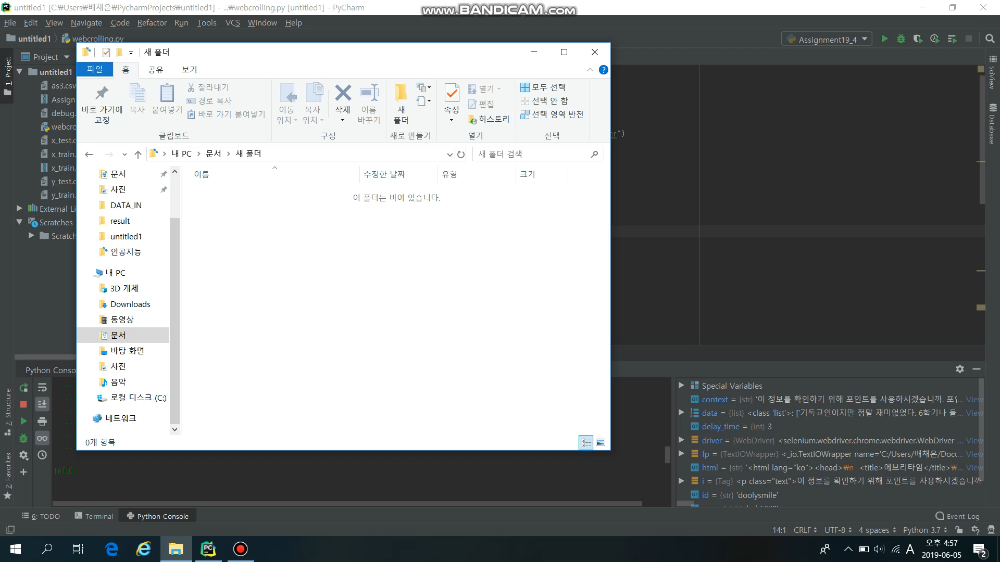 untitled1 [C:₩Users₩배채은₩PycharmProjects₩untitled1] - ...₩webcrolling.py [untitled1] - PyCharm
www.BANDICAM.com
File Edit View Navigate Code Refactor Run Tools VCS Window Help
untitled1 webcrolling.py
Assignment19_4
새 폴더
Project
파일 홈 공유 보기
untitled1
as3.csv
Assign
debug.
webcro
x_test.c
x_train.
x_train.
y_test.c
y_train.
External Li
Scratches
Scratch
1: Project
SciView
Database
바로 가기에 고정
복사
붙여넣기
잘라내기
경로 복사
바로 가기 붙여넣기
이동 위치
복사 위치
삭제
이름 바꾸기
새 폴더
속성
열기
편집
히스토리
모두 선택
선택 안 함
선택 영역 반전
클립보드 구성 새로 만들기 열기 선택
er")
내 PC 문서 새 폴더
새 폴더 검색
이름 수정한 날짜 유형 크기
이 폴더는 비어 있습니다.
문서
사진
DATA_IN
result
untitled1
인공지능
내 PC
3D 개체
Downloads
동영상
문서
바탕 화면
사진
음악
로컬 디스크 (C:)
네트워크
0개 항목
Python Conso
7: Structure
2: Favorites
In[3]:
Special Variables
context = {str} '이 정보를 확인하기 위해 포인트를 사용하시겠습니까. 포인... View
data = {list} <class 'list'>: ['기독교인이지만 정말 재미없었다. 6학기나 들... View
delay_time = {int} 3
driver = {WebDriver} <selenium.webdriver.chrome.webdriver.WebDriver ... View
fp = {TextIOWrapper} <_io.TextIOWrapper name='C:/Users/배채은/Docu... View
html = {str} '<html lang="ko"><head>₩n <title>에브리타임</title>₩... View
i = {Tag} <p class="text">이 정보를 확인하기 위해 포인트를 사용하시겠습니까
id = {str} 'doolysmile'
6: TODO Terminal Python Console Event Log
14:1 CRLF UTF-8 4 spaces Python 3.7
A
오후 4:57
2019-06-05
2